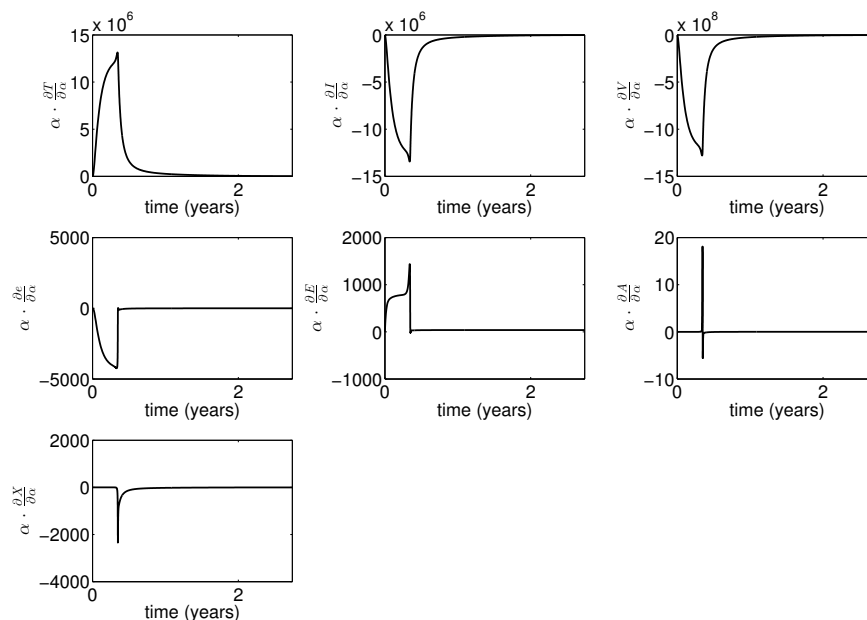 x 10^6
15
10
5
0
0 2
time (years)
α · ∂T/∂α
x 10^6
0
−5
−10
−15
0 2
time (years)
α · ∂I/∂α
x 10^8
0
−5
−10
−15
0 2
time (years)
α · ∂V/∂α
5000
0
−5000
0 2
time (years)
α · ∂e/∂α
2000
1000
0
−1000
0 2
time (years)
α · ∂E/∂α
20
10
0
−10
0 2
time (years)
α · ∂A/∂α
2000
0
−2000
−4000
0 2
time (years)
α · ∂X/∂α